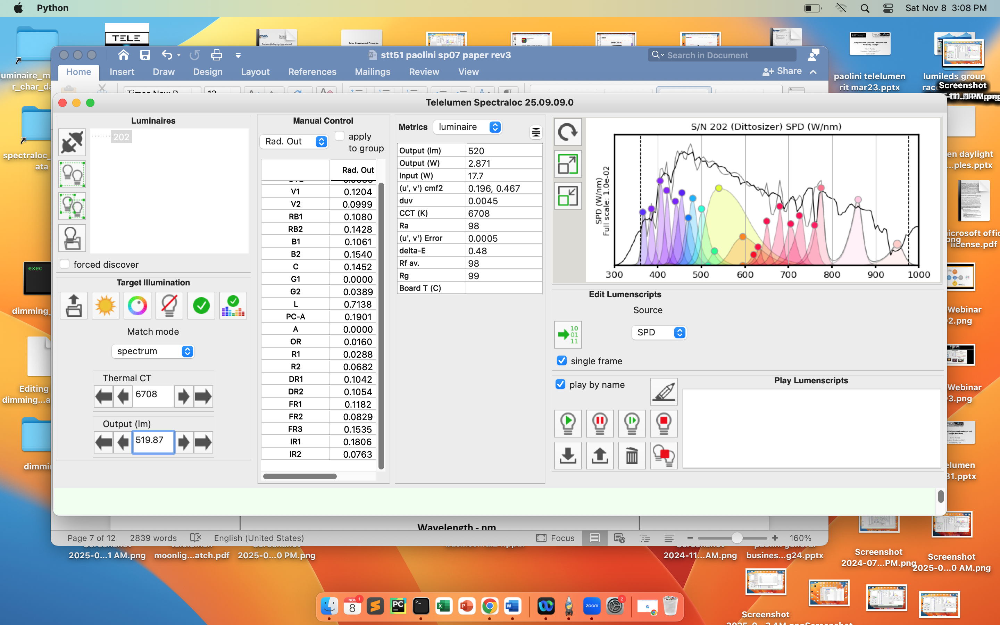 Python
Sat Nov 8 3:08 PM
TELE
Color Measurement Principles
stt51 paolini sp07 paper rev3
Search in Document
Home Insert Draw Design Layout References Mailings Review View
Share
paolini telelumen
rit mar23.pptx
lumileds group
Screenshot
Telelumen Spectraloc 25.09.09.0
Luminaires
202
forced discover
Target Illumination
Match mode
spectrum
Thermal CT
6708
Output (lm)
519.87
Manual Control
Rad. Out
apply
to group
Rad. Out
V1 0.1204
V2 0.0999
RB1 0.1080
RB2 0.1428
B1 0.1061
B2 0.1540
C 0.1452
G1 0.0000
G2 0.0389
L 0.7138
PC-A 0.1901
A 0.0000
OR 0.0160
R1 0.0288
R2 0.0682
DR1 0.1042
DR2 0.1054
FR1 0.1182
FR2 0.0829
FR3 0.1535
IR1 0.1806
IR2 0.0763
Metrics luminaire
Output (lm) 520
Output (W) 2.871
Input (W) 17.7
(u', v') cmf2 0.196, 0.467
duv 0.0045
CCT (K) 6708
Ra 98
(u', v') Error 0.0005
delta-E 0.48
Rf av. 98
Rg 99
Board T (C)
S/N 202 (Dittosizer) SPD (W/nm)
SPD (W/nm)
Full scale: 1.0e-02
300 400 500 600 700 800 900 1000
Edit Lumenscripts
Source
10
01
11
SPD
single frame
play by name
Play Lumenscripts
exec
spectraloc_
ata
dimming_
Editing
dimming...a
dimmi
en daylight
...ples.pptx
icrosoft offic
license.pdf
Webinar
2.png
Webinar
3.png
elumen
31.pptx
Wavelength - nm
Page 7 of 12 2839 words English (United States)
Focus
160%
2025-0...1 AM.png
moonlig...atch.pdf
2025-0...0 PM.png
2024-11...AM.png
busines...g24.pptx
Screenshot
2024-07...PM.png
Screenshot
2025-0...0 AM.png
Screenshot
NOV
8
1
PC
zoom
2